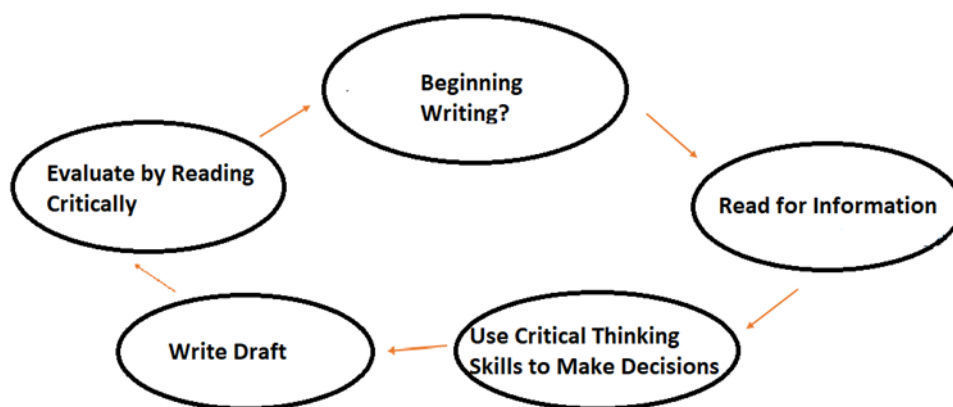 Beginning
Writing?
Read for Information
Use Critical Thinking
Skills to Make Decisions
Write Draft
Evaluate by Reading
Critically